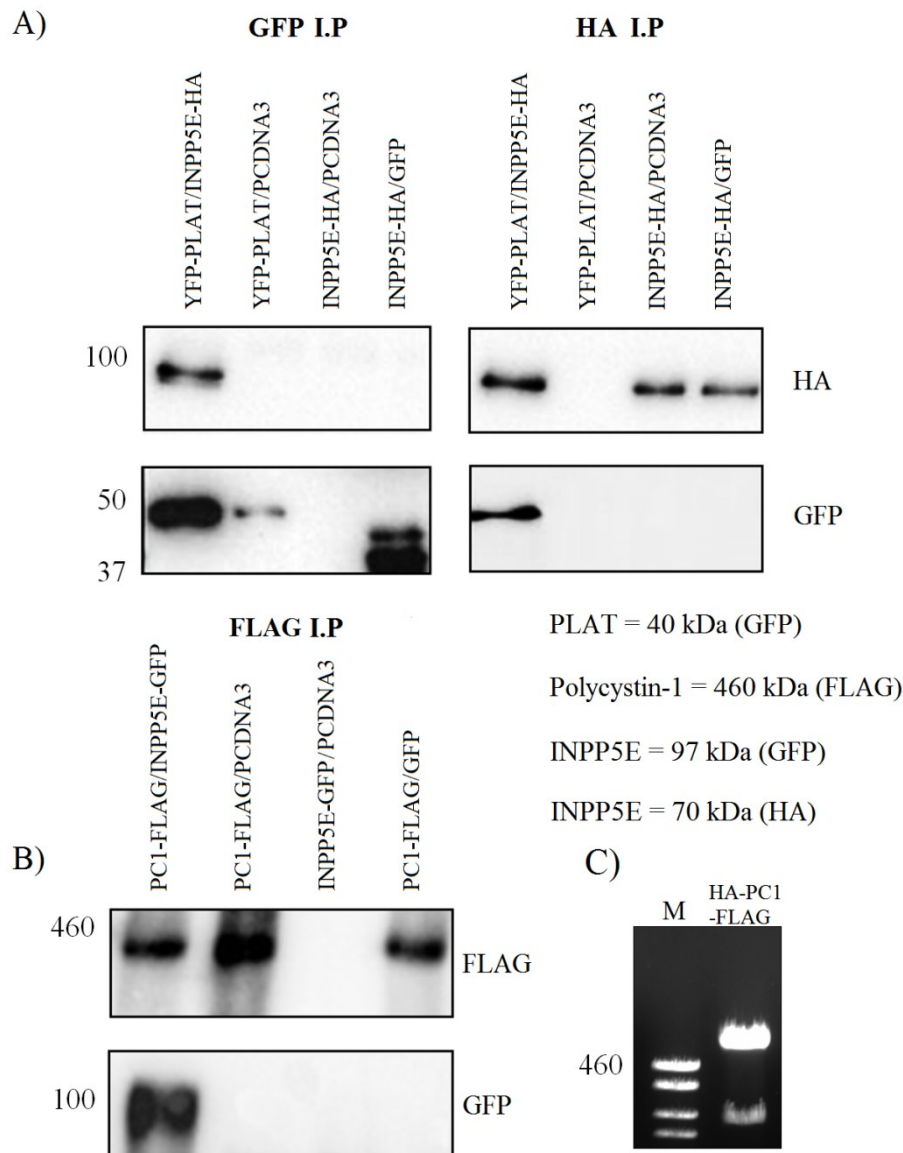 A)
GFP I.P
HA I.P
YFP-PLAT/INPP5E-HA
YFP-PLAT/PCDNA3
INPP5E-HA/PCDNA3
INPP5E-HA/GFP
YFP-PLAT/INPP5E-HA
YFP-PLAT/PCDNA3
INPP5E-HA/PCDNA3
INPP5E-HA/GFP
100
HA
50
37
GFP
FLAG I.P
PLAT = 40 kDa (GFP)
Polycystin-1 = 460 kDa (FLAG)
INPP5E = 97 kDa (GFP)
INPP5E = 70 kDa (HA)
B)
PC1-FLAG/INPP5E-GFP
PC1-FLAG/PCDNA3
INPP5E-GFP/PCDNA3
PC1-FLAG/GFP
460
FLAG
100
GFP
C)
M
HA-PC1
-FLAG
460